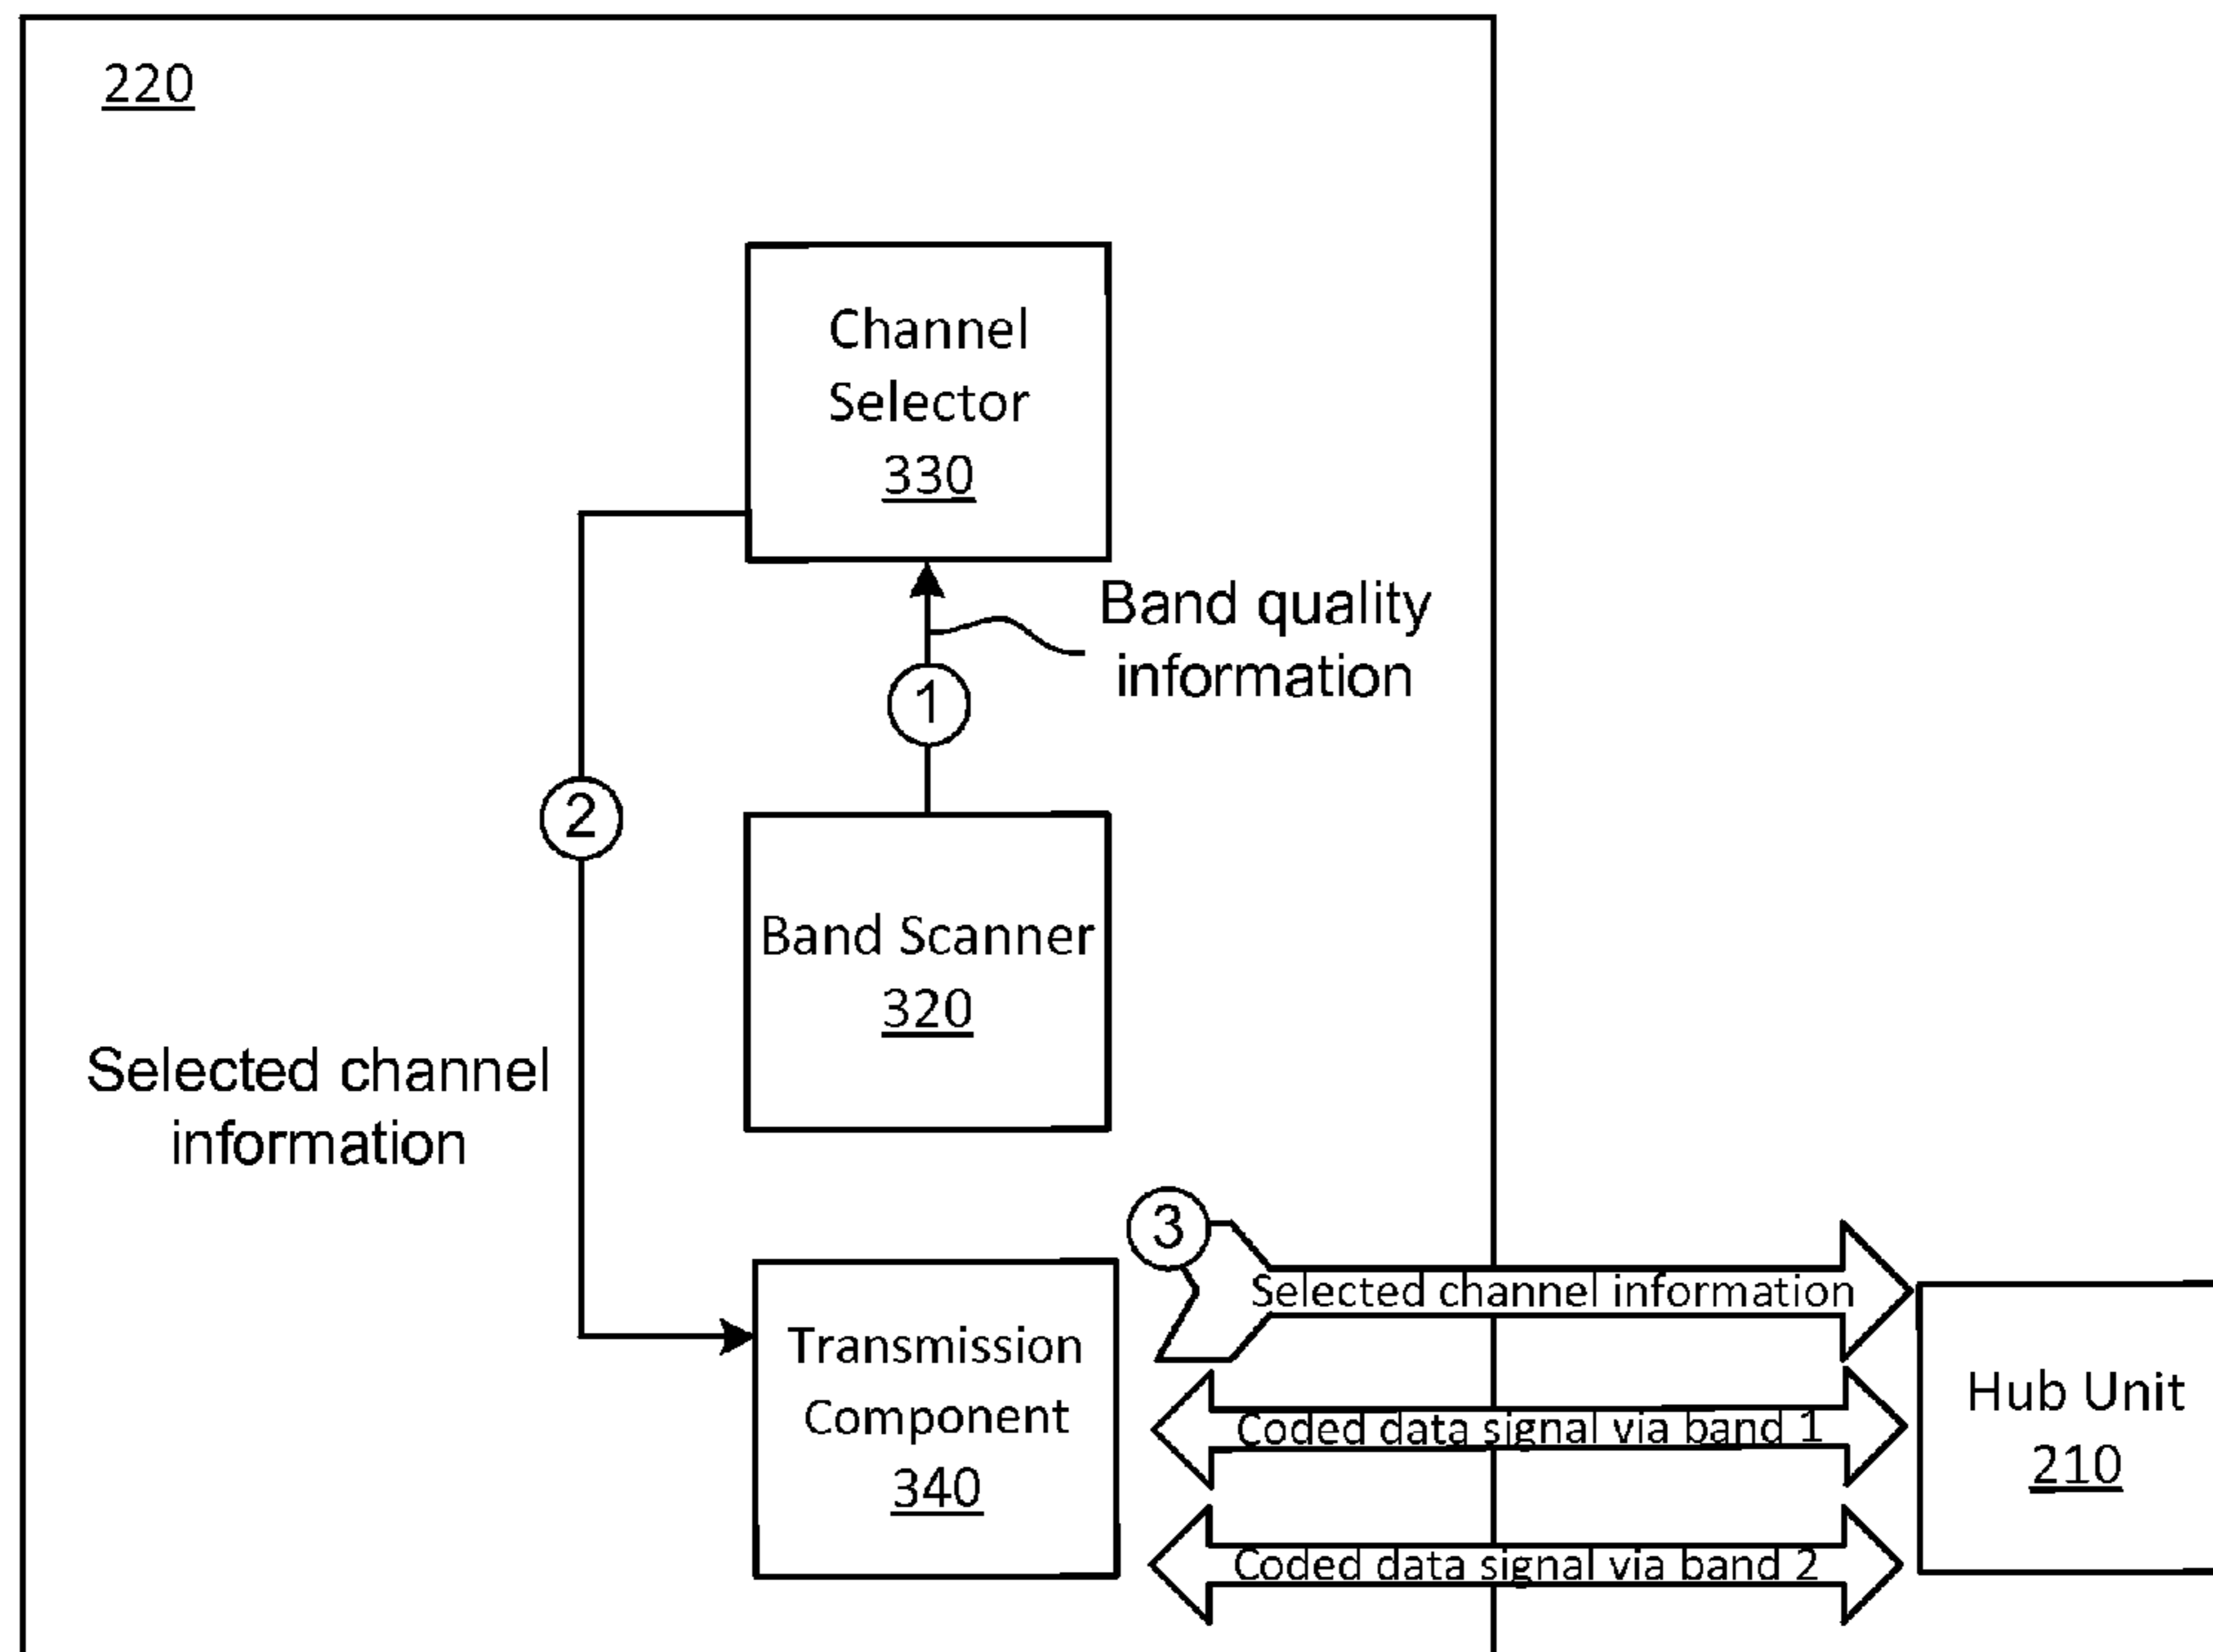 220
Channel
Selector
330
Band quality
information
1
2
Band Scanner
320
Selected channel
information
3
Selected channel information
Transmission
Component
340
Coded data signal via band 1
Coded data signal via band 2
Hub Unit
210